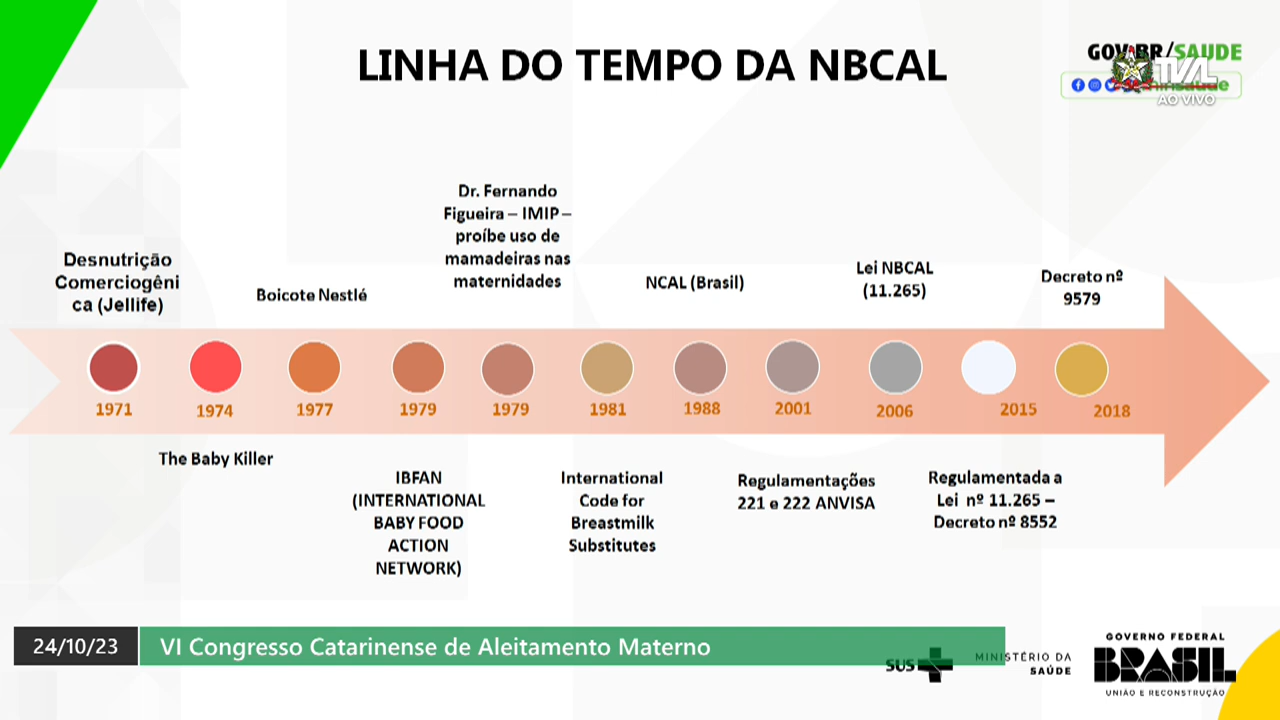 LINHA DO TEMPO DA NBCAL
GOV.BR/SAUDE
TVAL
AO VIVO
Desnutrição
Comerciogêni
ca (Jellife)
Boicote Nestlé
Dr. Fernando
Figueira – IMIP –
proíbe uso de
mamadeiras nas
maternidades
NCAL (Brasil)
Lei NBCAL
(11.265)
Decreto nº
9579
1971
1974
1977
1979
1979
1981
1988
2001
2006
2015
2018
The Baby Killer
IBFAN
(INTERNATIONAL
BABY FOOD
ACTION
NETWORK)
International
Code for
Breastmilk
Substitutes
Regulamentações
221 e 222 ANVISA
Regulamentada a
Lei nº 11.265 –
Decreto nº 8552
24/10/23
VI Congresso Catarinense de Aleitamento Materno
SUS
MINISTÉRIO DA
SAÚDE
GOVERNO FEDERAL
BRASIL
UNIÃO E RECONSTRUÇÃO